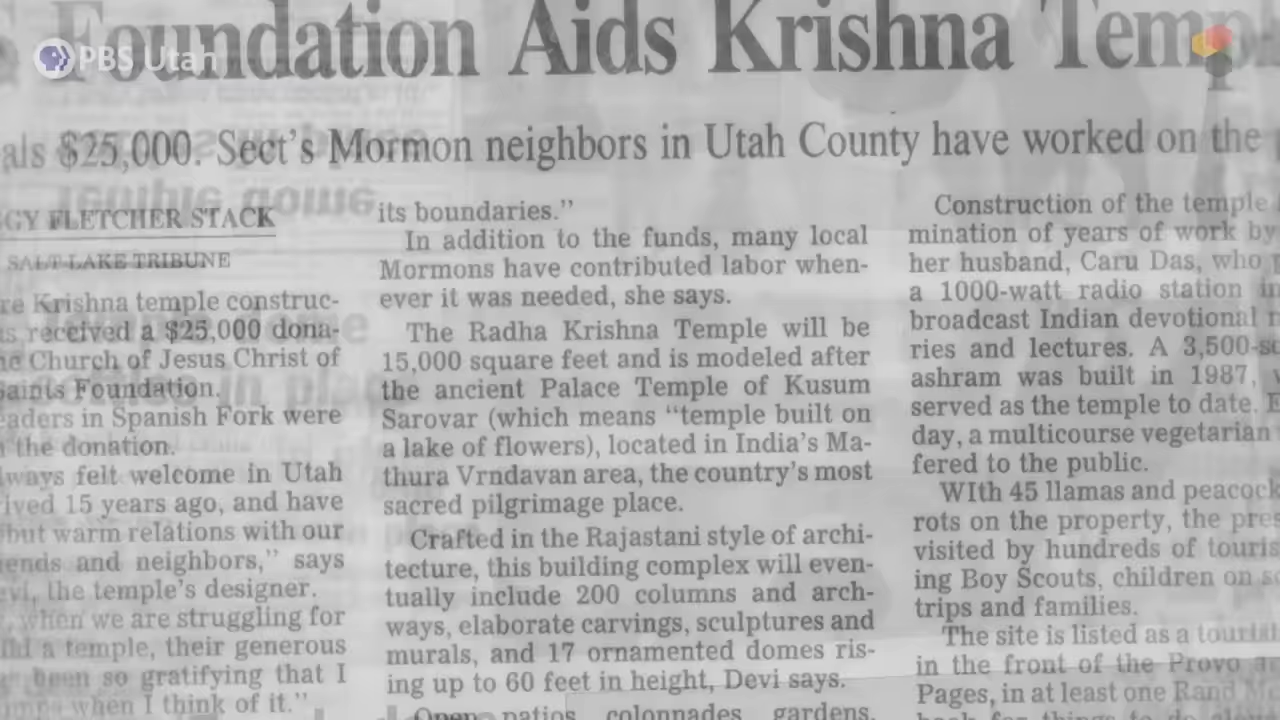 PBS Utah
Foundation Aids Krishna
$25,000. Sect's Mormon neighbors in Utah County have worked on the
FLETCHER STACK
SALT LAKE TRIBUNE
Krishna temple construc-
received a $25,000 dona-
Church of Jesus Christ of
Saints Foundation.
in Spanish Fork were
the donation.
felt welcome in Utah
15 years ago, and have
but warm relations with our
and neighbors," says
the temple's designer.
when we are struggling for
a temple, their generous
been so gratifying that I
when I think of it."
its boundaries."
In addition to the funds, many local
Mormons have contributed labor when-
ever it was needed, she says.
The Radha Krishna Temple will be
15,000 square feet and is modeled after
the ancient Palace Temple of Kusum
Sarovar (which means "temple built on
a lake of flowers), located in India's Ma-
thura Vrndavan area, the country's most
sacred pilgrimage place.
Crafted in the Rajastani style of archi-
tecture, this building complex will even-
tually include 200 columns and arch-
ways, elaborate carvings, sculptures and
murals, and 17 ornamented domes ris-
ing up to 60 feet in height, Devi says.
Open patios, colonnades, gardens,
Construction of the temple
mination of years of work by
her husband, Caru Das, who
a 1000-watt radio station
broadcast Indian devotional
ries and lectures. A
ashram was built in 1987,
served as the temple to date.
day, a multicourse vegetarian
fered to the public.
WIth 45 llamas and
rots on the property, the
visited by hundreds of
ing Boy Scouts, children on
trips and families.
The site is listed as a
in the front of the Provo
Pages, in at least one Rand